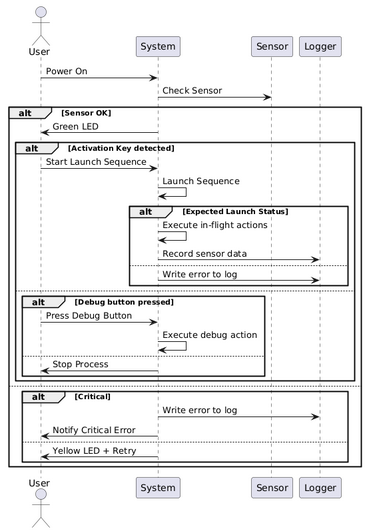 User
System
Sensor
Logger
Power On
Check Sensor
alt [Sensor OK]
Green LED
alt [Activation Key detected]
Start Launch Sequence
Launch Sequence
alt [Expected Launch Status]
Execute in-flight actions
Record sensor data
Write error to log
alt [Debug button pressed]
Press Debug Button
Execute debug action
Stop Process
alt [Critical]
Write error to log
Notify Critical Error
Yellow LED + Retry
User
System
Sensor
Logger